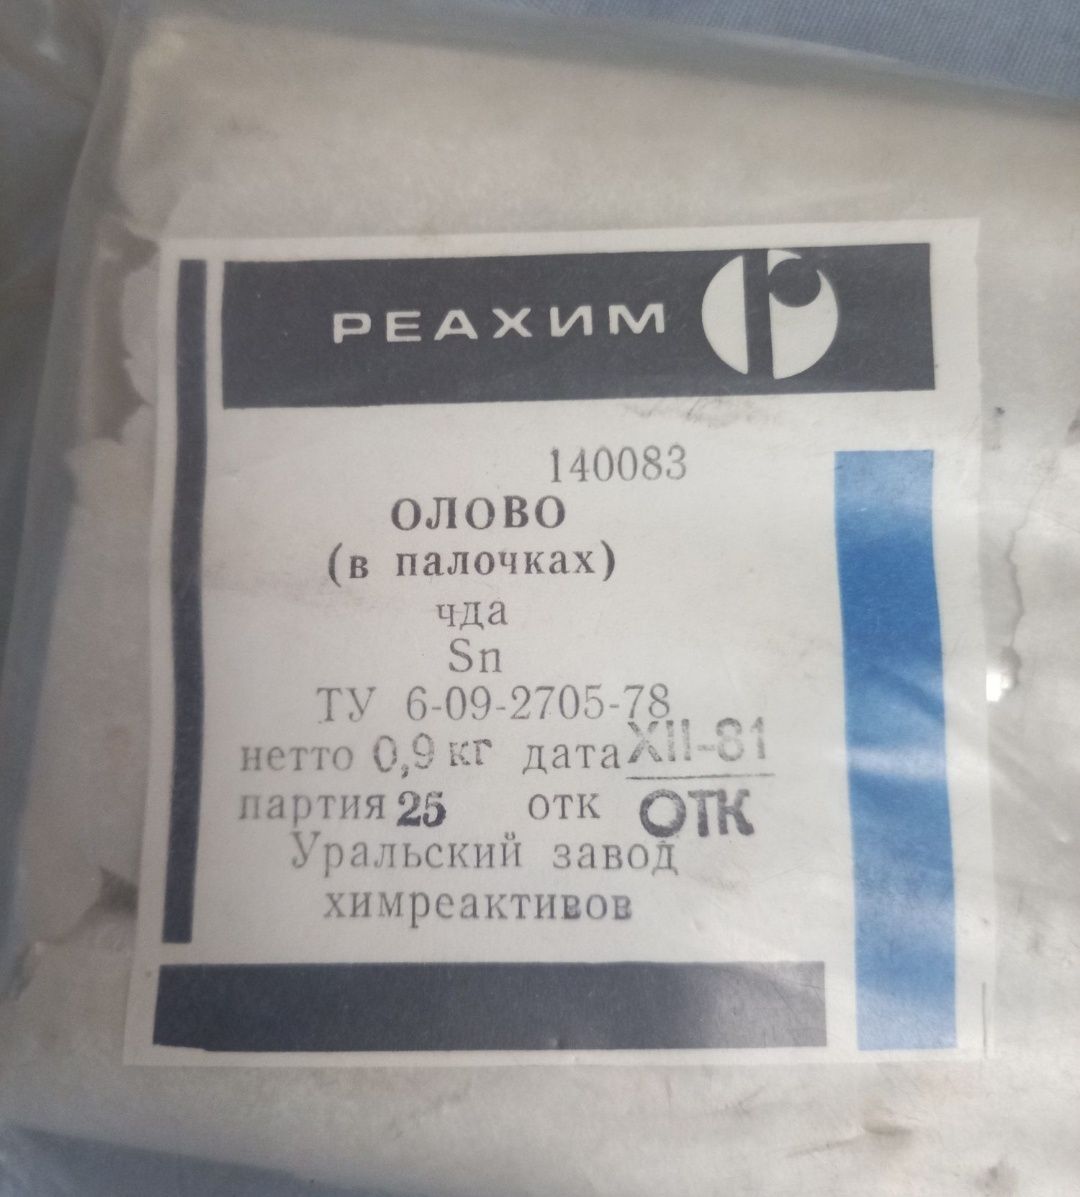 РЕАХИМ
140083
ОЛОВО
(в палочках)
чда
Sn
ТУ 6-09-2705-78
нетто 0,9 кг дата XII-81
партия 25 отк ОТК
Уральский завод
химреактивов